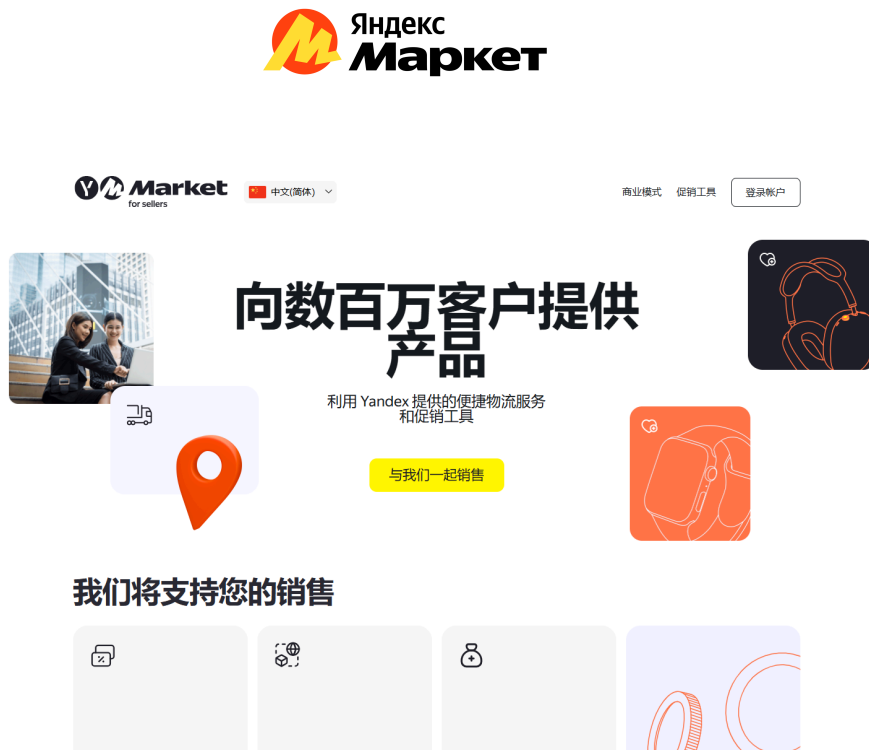 Яндекс
Маркет
Y M Market
for sellers
中文(简体)
商业模式
促销工具
登录帐户
向数百万客户提供
产品
利用 Yandex 提供的便捷物流服务
和促销工具
与我们一起销售
我们将支持您的销售